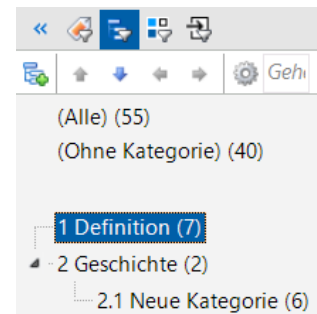 Geh
(Alle) (55)
(Ohne Kategorie) (40)
1 Definition (7)
2 Geschichte (2)
2.1 Neue Kategorie (6)